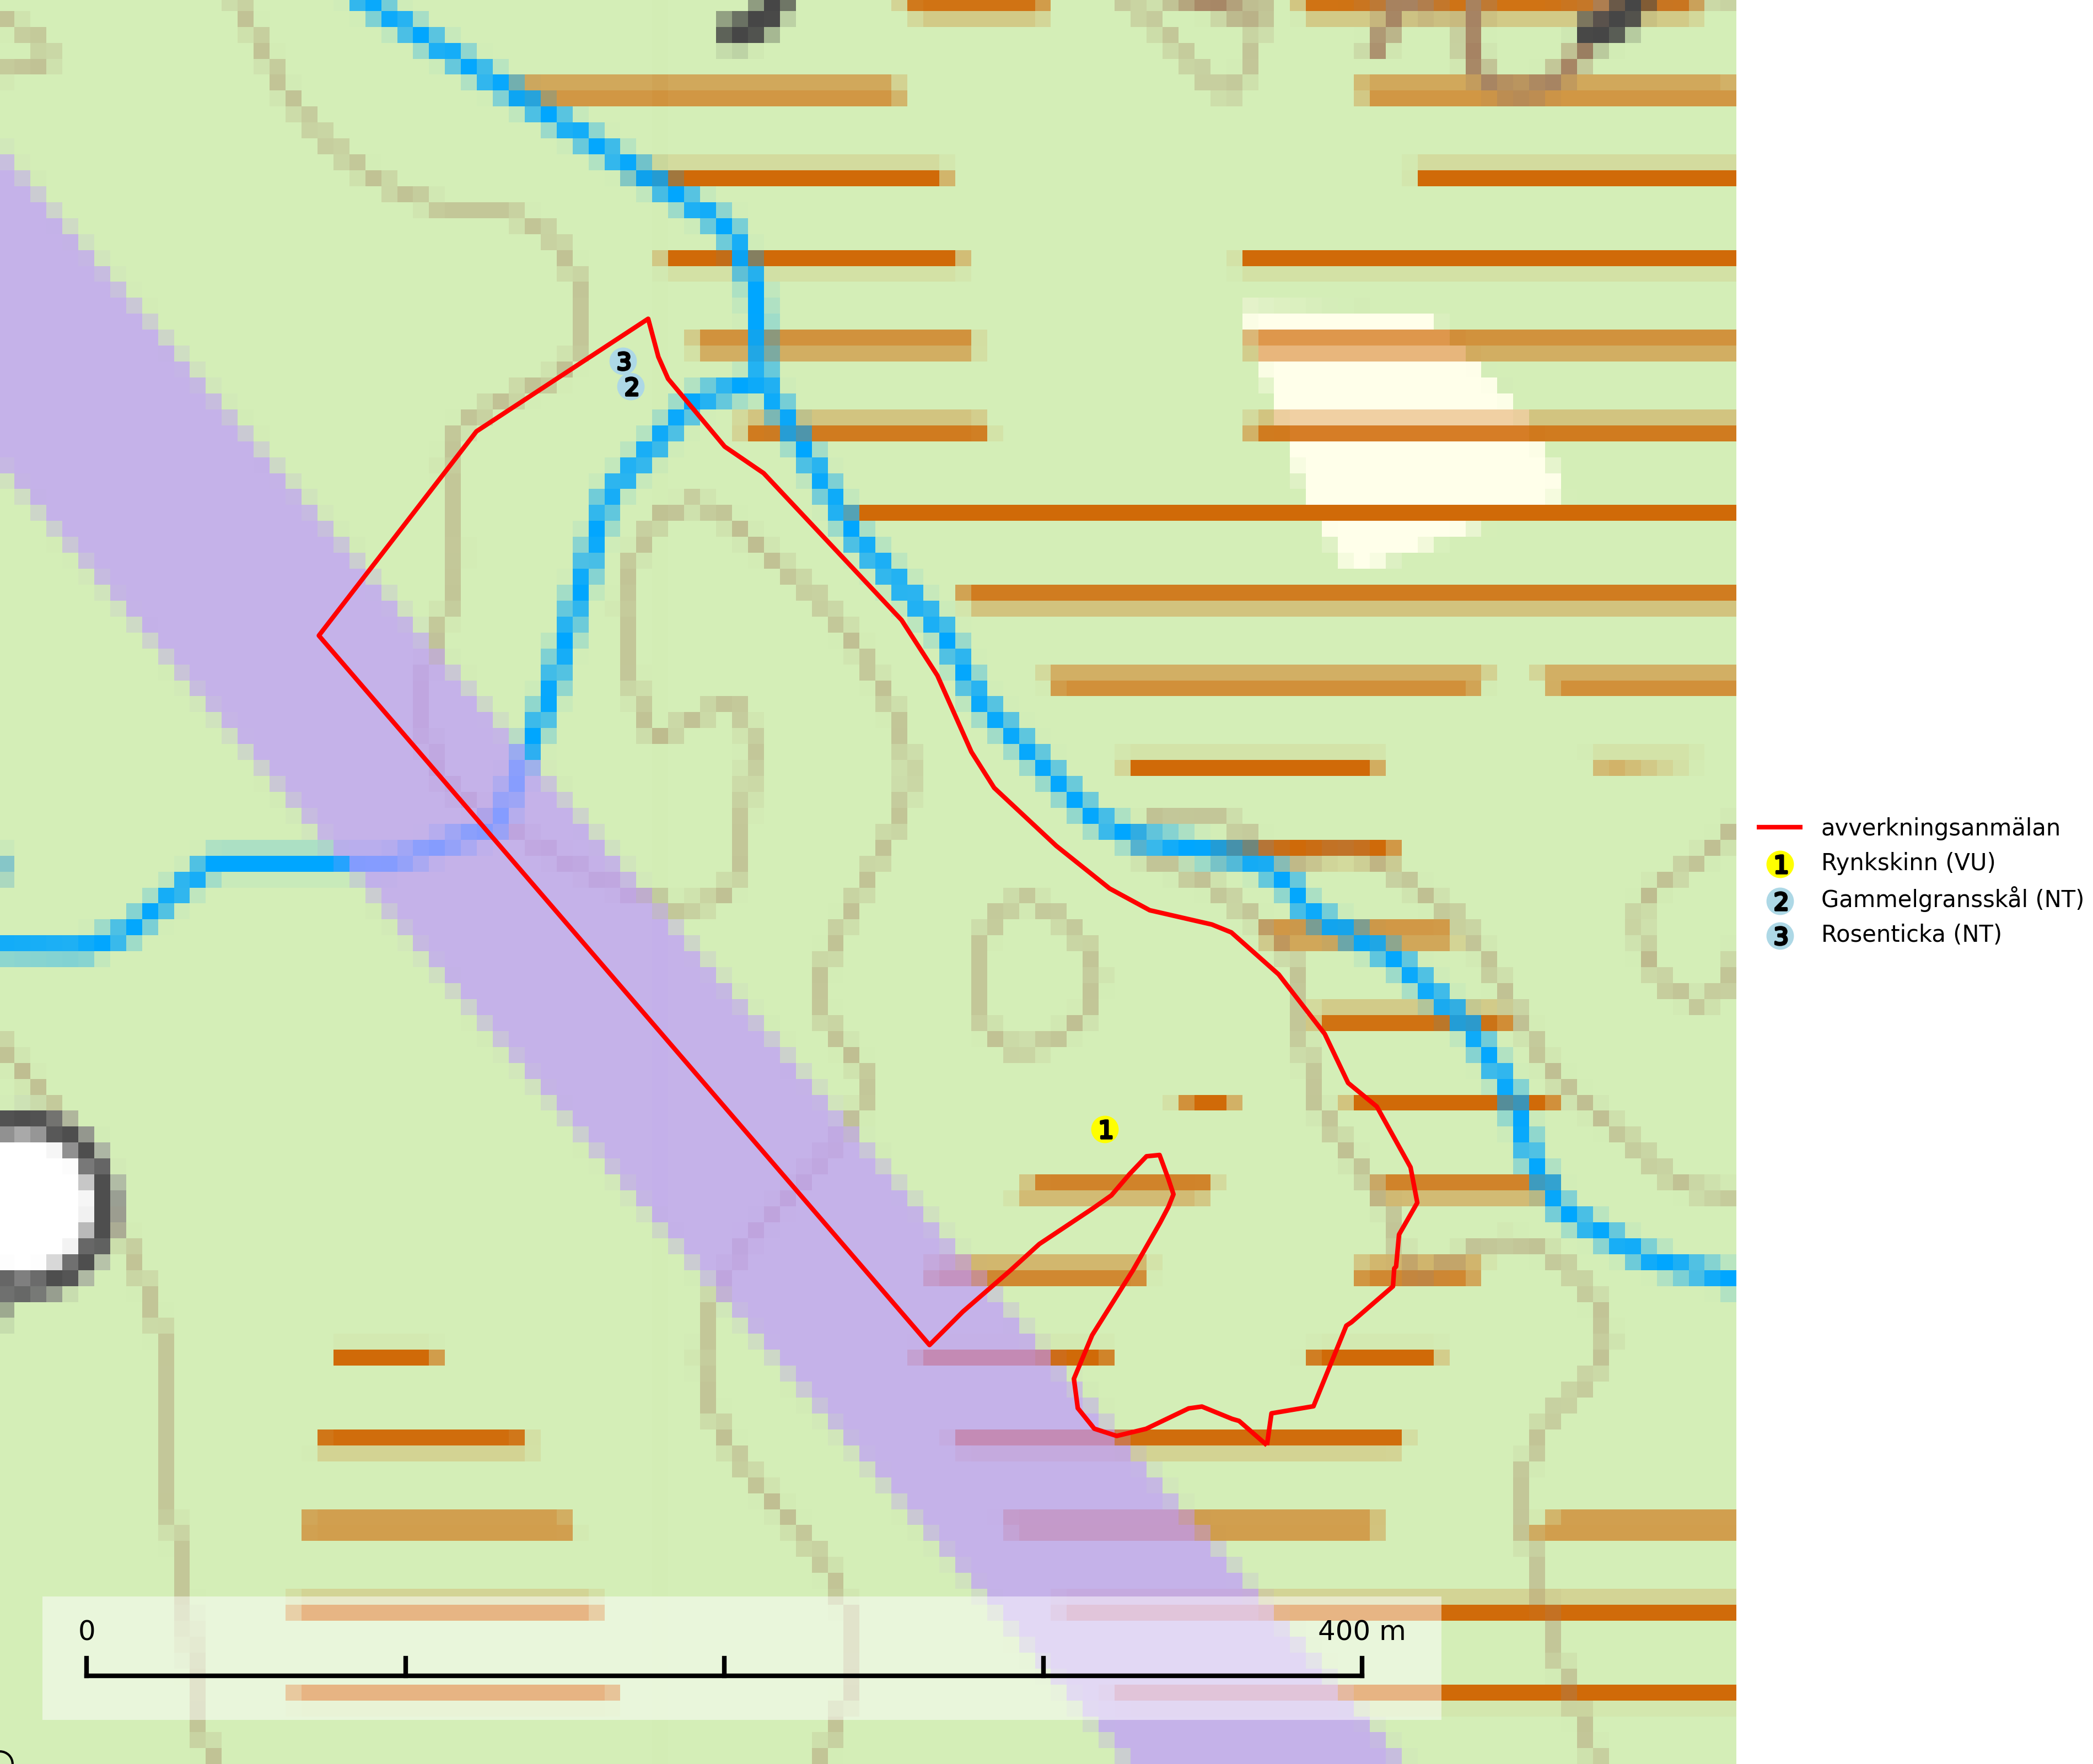 3
2
avverkningsanmälan
1 Rynkskinn (VU)
2 Gammelgransskål (NT)
3 Rosenticka (NT)
1
0 400 m